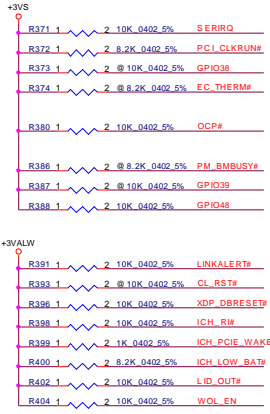 +3VS
R371 1 2 10K_0402_5% SERIRQ
R372 1 2 8.2K_0402_5% PCI_CLKRUN#
R373 1 2 @10K_0402_5% GPIO38
R374 1 2 @8.2K_0402_5% EC_THERM#
R380 1 2 10K_0402_5% OCP#
R386 1 2 @8.2K_0402_5% PM_BMBUSY#
R387 1 2 @10K_0402_5% GPIO39
R388 1 2 10K_0402_5% GPIO48
+3VALW
R391 1 2 10K_0402_5% LINKALERT#
R393 1 2 @10K_0402_5% CL_RST#
R396 1 2 10K_0402_5% XDP_DBRESET#
R398 1 2 10K_0402_5% ICH_RI#
R399 1 2 1K_0402_5% ICH_PCIE_WAKE
R400 1 2 8.2K_0402_5% ICH_LOW_BAT#
R402 1 2 10K_0402_5% LID_OUT#
R404 1 2 10K_0402_5% WOL_EN